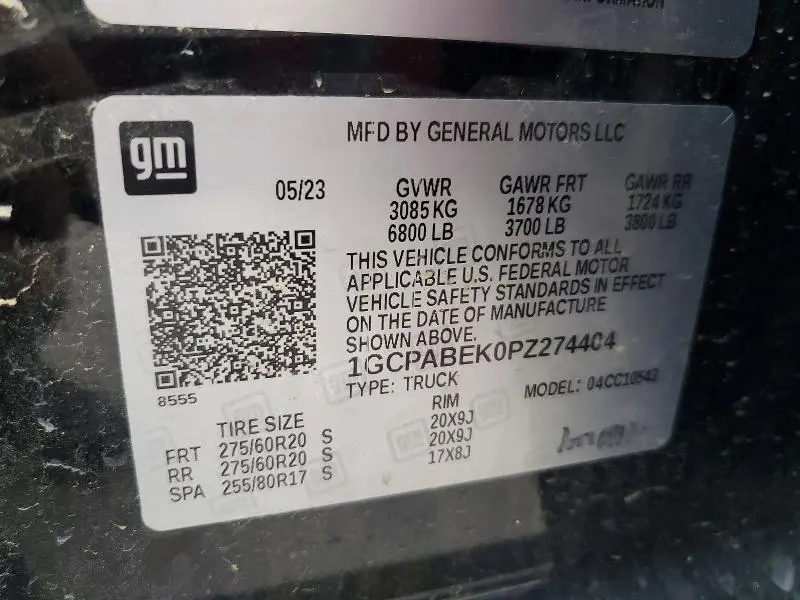 gm
MFD BY GENERAL MOTORS LLC
05/23 GVWR GAWR FRT GAWR RR
3085 KG 1678 KG 1724 KG
6800 LB 3700 LB 3800 LB
THIS VEHICLE CONFORMS TO ALL
APPLICABLE U.S. FEDERAL MOTOR
VEHICLE SAFETY STANDARDS IN EFFECT
ON THE DATE OF MANUFACTURE
SHOWN ABOVE.
1GCPABEK0PZ274404
8555
TYPE: TRUCK MODEL: 04CC10543
TIRE SIZE RIM
FRT 275/60R20 S 20X9J
RR 275/60R20 S 20X9J
SPA 255/80R17 S 17X8J